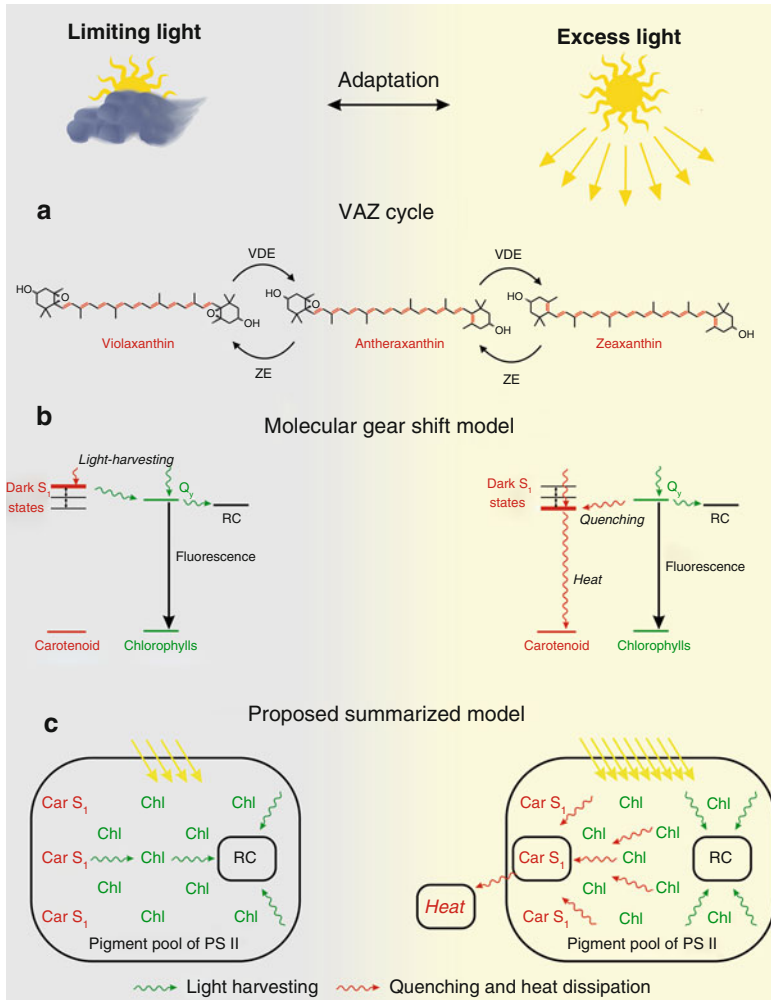 Limiting light
Excess light
Adaptation
a
VAZ cycle
VDE
VDE
HO
O
O
OH
HO
O
OH
HO
OH
Violaxanthin
Antheraxanthin
Zeaxanthin
ZE
ZE
b
Molecular gear shift model
Light-harvesting
Dark S1
states
Qy
RC
Fluorescence
Carotenoid
Chlorophylls
Dark S1
states
Qy
Quenching
RC
Heat
Fluorescence
Carotenoid
Chlorophylls
c
Proposed summarized model
Car S1 Chl Chl
Chl Chl
Car S1 Chl RC
Chl Chl
Car S1 Chl Chl
Pigment pool of PS II
Car S1 Chl Chl
Chl Chl
Car S1 Chl RC
Chl Chl
Car S1 Chl Chl
Heat
Pigment pool of PS II
Light harvesting
Quenching and heat dissipation